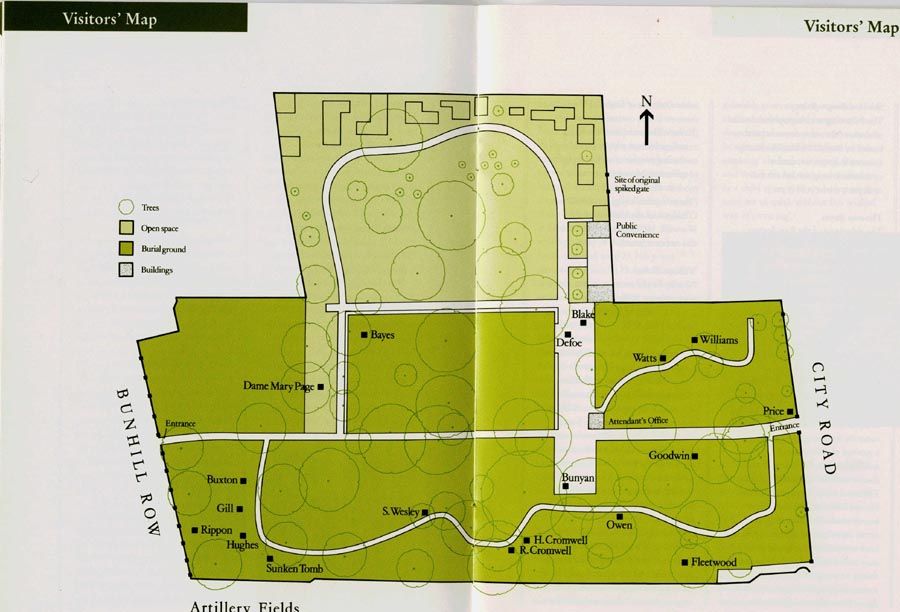 Visitors' Map
Visitors' Map
N
Site of original
spiked gate
Trees
Open space
Public
Convenience
Burial ground
Buildings
Blake
Defoe
Bayes
Williams
Watts
Dame Mary Page
BUNHILL ROW
CITY ROAD
Price
Entrance
Attendant's Office
Entrance
Goodwin
Buxton
Bunyan
Gill
S. Wesley
Owen
Rippon
Hughes
H. Cromwell
R. Cromwell
Sunken Tomb
Fleetwood
Artillery Fields